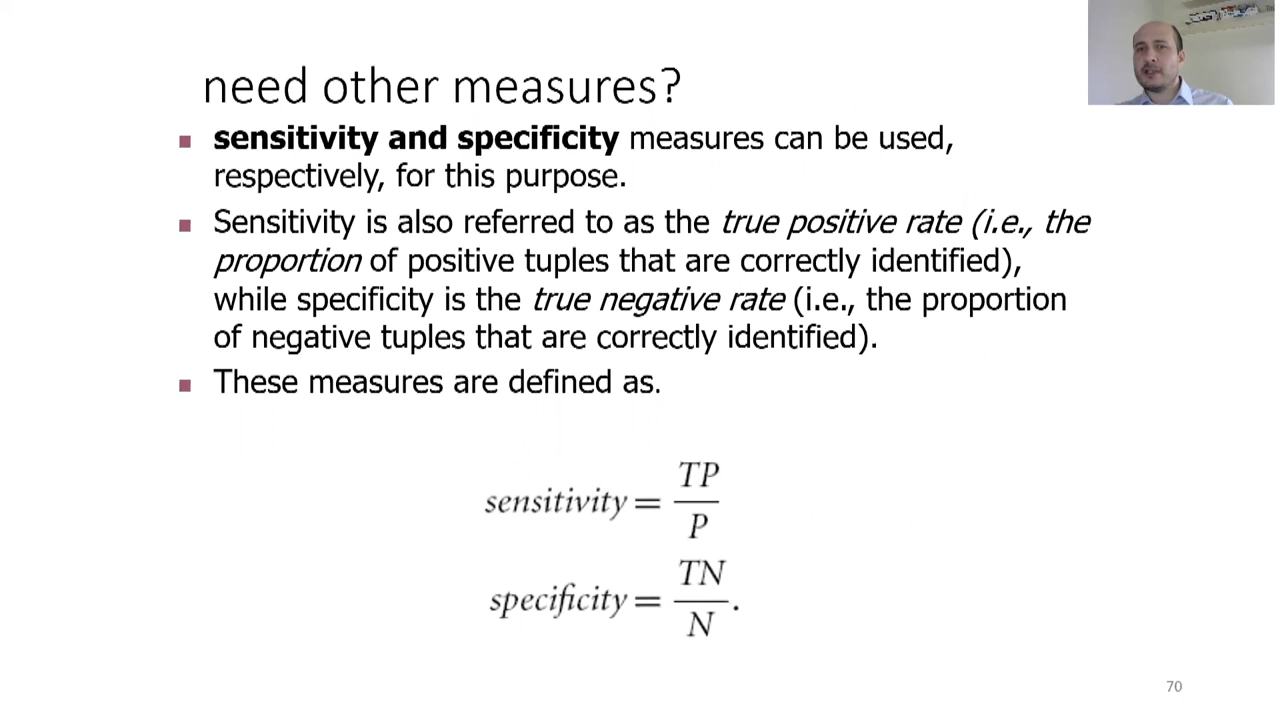 need other measures?
sensitivity and specificity measures can be used,
respectively, for this purpose.
Sensitivity is also referred to as the true positive rate (i.e., the
proportion of positive tuples that are correctly identified),
while specificity is the true negative rate (i.e., the proportion
of negative tuples that are correctly identified).
These measures are defined as.
sensitivity = TP / P
specificity = TN / N.
70